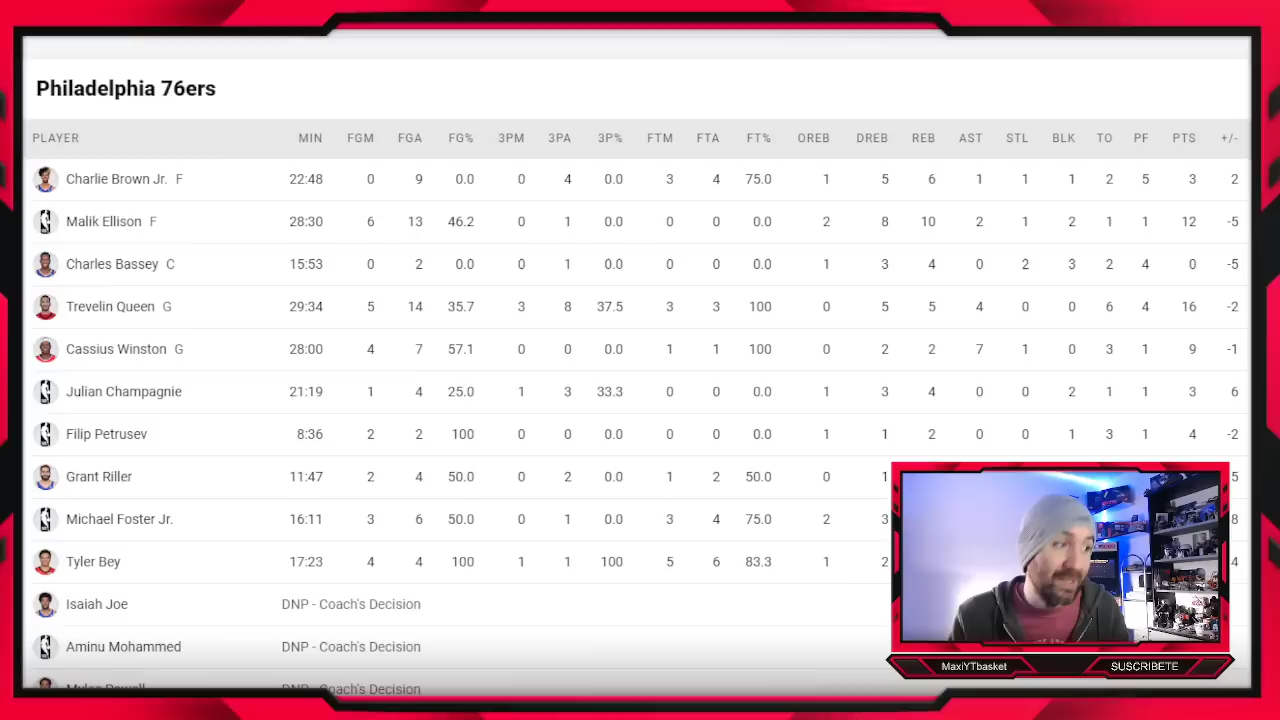 Philadelphia 76ers
PLAYER MIN FGM FGA FG% 3PM 3PA 3P% FTM FTA FT% OREB DREB REB AST STL BLK TO PF PTS +/-
Charlie Brown Jr. F 22:48 0 9 0.0 0 4 0.0 3 4 75.0 1 5 6 1 1 1 2 5 3 2
Malik Ellison F 28:30 6 13 46.2 0 1 0.0 0 0 0.0 2 8 10 2 1 2 1 1 12 -5
Charles Bassey C 15:53 0 2 0.0 0 1 0.0 0 0 0.0 1 3 4 0 2 3 2 4 0 -5
Trevelin Queen G 29:34 5 14 35.7 3 8 37.5 3 3 100 0 5 5 4 0 0 6 4 16 -2
Cassius Winston G 28:00 4 7 57.1 0 0 0.0 1 1 100 0 2 2 7 1 0 3 1 9 -1
Julian Champagnie 21:19 1 4 25.0 1 3 33.3 0 0 0.0 1 3 4 0 0 2 1 1 3 6
Filip Petrusev 8:36 2 2 100 0 0 0.0 0 0 0.0 1 1 2 0 0 1 3 1 4 -2
Grant Riller 11:47 2 4 50.0 0 2 0.0 1 2 50.0 0 1 5
Michael Foster Jr. 16:11 3 6 50.0 0 1 0.0 3 4 75.0 2 3 8
Tyler Bey 17:23 4 4 100 1 1 100 5 6 83.3 1 2 4
Isaiah Joe DNP - Coach's Decision
Aminu Mohammed DNP - Coach's Decision
Myles Powell DNP - Coach's Decision
MaxiYTbasket SUSCRIBETE